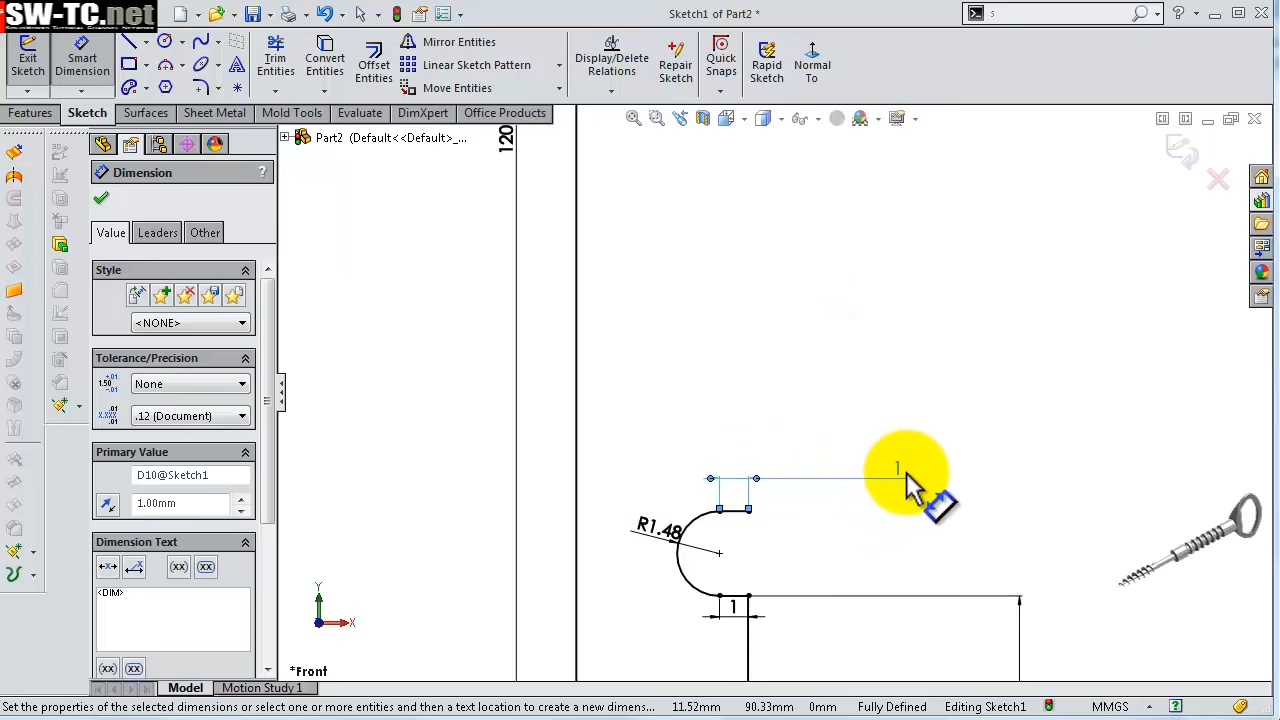 SW-TC.net
SOLIDWORKS TUTORIAL CHANNEL NETWORK
Sketch1 of Part2 *
s
Exit Sketch
Smart Dimension
Trim Entities
Convert Entities
Offset Entities
Mirror Entities
Linear Sketch Pattern
Move Entities
Display/Delete Relations
Repair Sketch
Quick Snaps
Rapid Sketch
Normal To
Features
Sketch
Surfaces
Sheet Metal
Mold Tools
Evaluate
DimXpert
Office Products
Part2 (Default<<Default>_...
120
Dimension
?
Value
Leaders
Other
Style
<NONE>
Tolerance/Precision
None
.12 (Document)
Primary Value
D10@Sketch1
1.00mm
Dimension Text
<DIM>
1
R1.48
1
Y
X
*Front
Model
Motion Study 1
Set the properties of the selected dimensions or select one or more entities and then a text location to create a new dimens...
11.52mm
90.33mm
0mm
Fully Defined
Editing Sketch1
MMGS